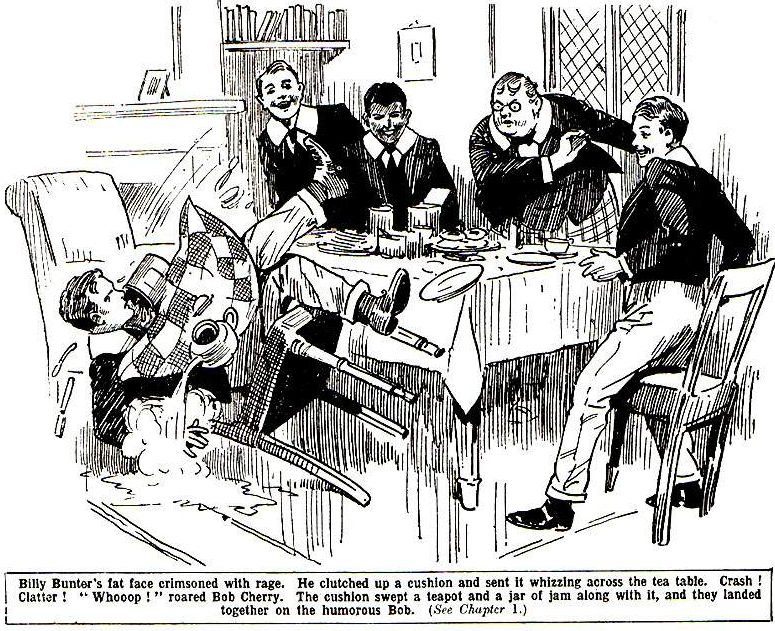 Billy Bunter's fat face crimsoned with rage. He clutched up a cushion and sent it whizzing across the tea table. Crash !
Clatter ! " Whooop ! " roared Bob Cherry. The cushion swept a teapot and a jar of jam along with it, and they landed
together on the humorous Bob. (See Chapter 1.)